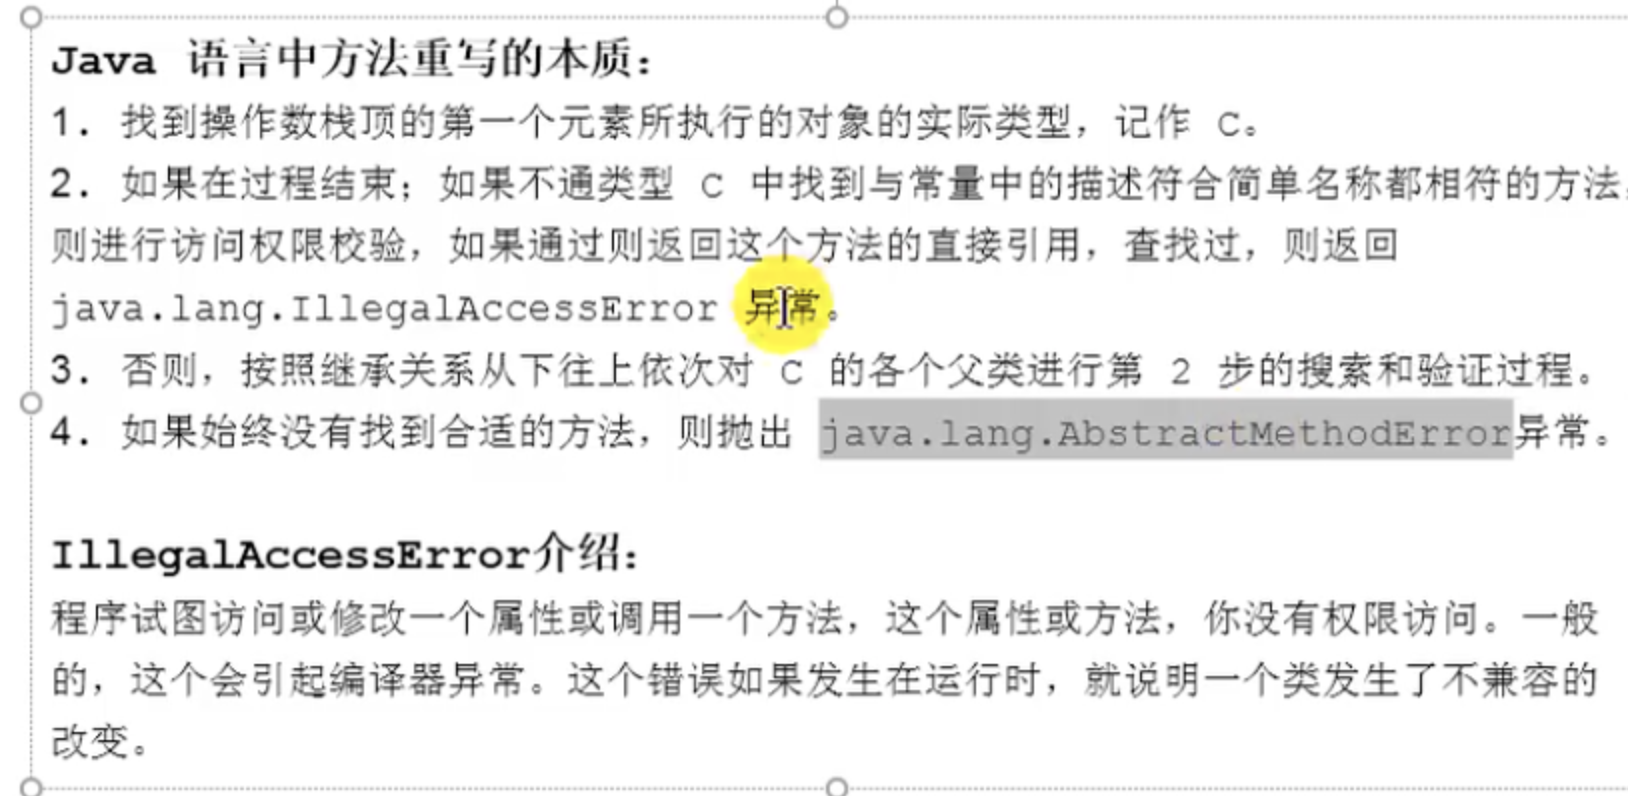 Java 语言中方法重写的本质：
1. 找到操作数栈顶的第一个元素所执行的对象的实际类型，记作 C。
2. 如果在过程结束；如果不通类型 C 中找到与常量中的描述符合简单名称都相符的方法，
则进行访问权限校验，如果通过则返回这个方法的直接引用，查找过，则返回
java.lang.IllegalAccessError 异常。
3. 否则，按照继承关系从下往上依次对 C 的各个父类进行第 2 步的搜索和验证过程。
4. 如果始终没有找到合适的方法，则抛出 java.lang.AbstractMethodError异常。
IllegalAccessError介绍：
程序试图访问或修改一个属性或调用一个方法，这个属性或方法，你没有权限访问。一般
的，这个会引起编译器异常。这个错误如果发生在运行时，就说明一个类发生了不兼容的
改变。